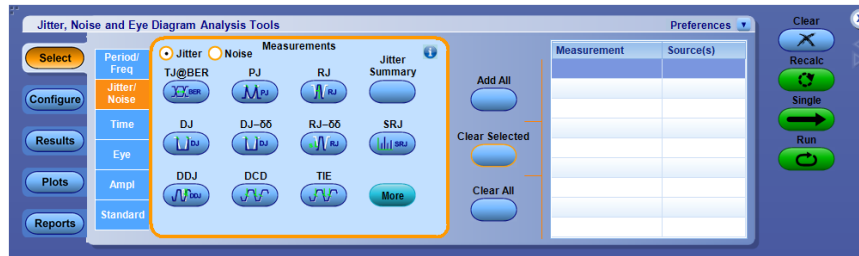 Jitter, Noise and Eye Diagram Analysis Tools
Preferences
Clear
Select
Period/
Freq
Jitter
Noise
Measurements
Jitter
Summary
Measurement
Source(s)
Recalc
TJ@BER
PJ
RJ
Add All
Configure
Jitter/
Noise
BER
PJ
RJ
Single
Time
DJ
DJ–δδ
RJ–δδ
SRJ
Clear Selected
Results
DJ
DJ
RJ
SRJ
Run
Eye
Plots
Ampl
DDJ
DCD
TIE
Clear All
DDJ
More
Reports
Standard